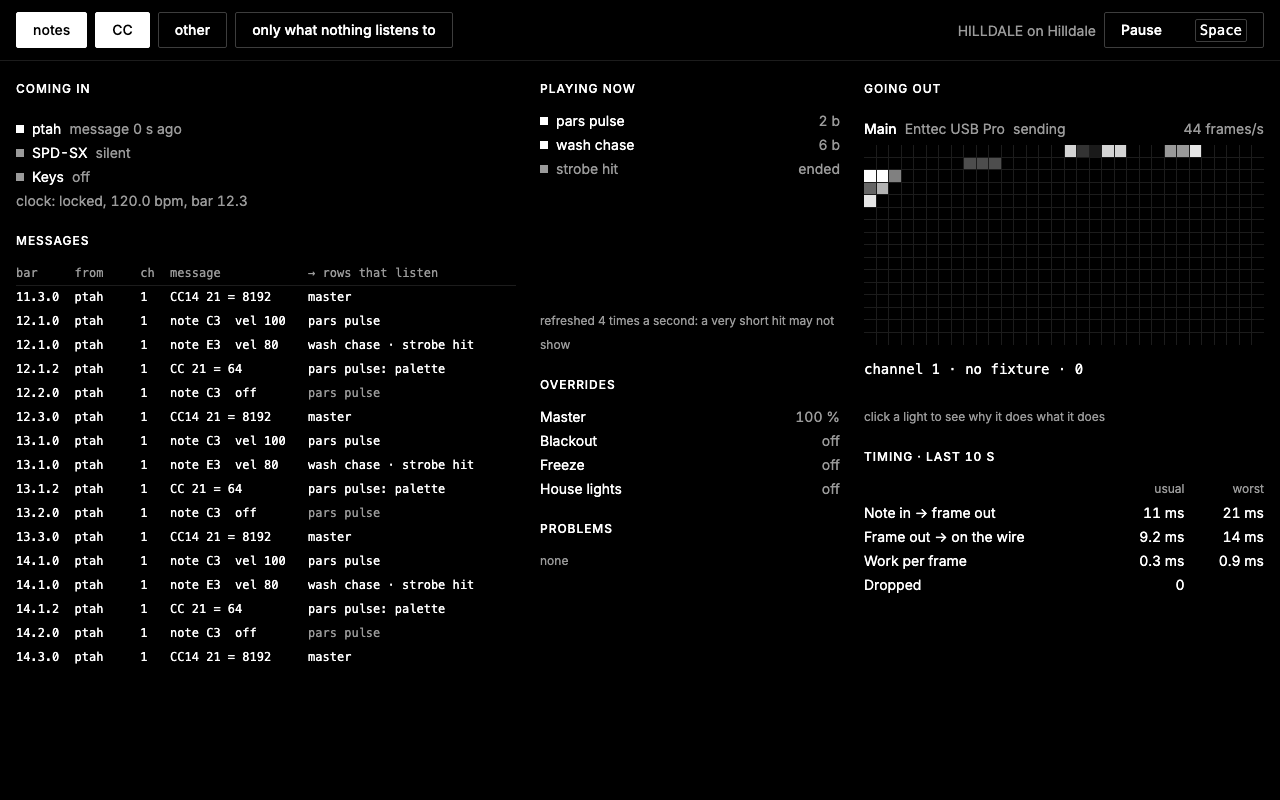 notes CC other only what nothing listens to HILLDALE on Hilldale Pause Space
COMING IN
ptah message 0 s ago
SPD-SX silent
Keys off
clock: locked, 120.0 bpm, bar 12.3
MESSAGES
bar from ch message → rows that listen
11.3.0 ptah 1 CC14 21 = 8192 master
12.1.0 ptah 1 note C3 vel 100 pars pulse
12.1.0 ptah 1 note E3 vel 80 wash chase · strobe hit
12.1.2 ptah 1 CC 21 = 64 pars pulse: palette
12.2.0 ptah 1 note C3 off pars pulse
12.3.0 ptah 1 CC14 21 = 8192 master
13.1.0 ptah 1 note C3 vel 100 pars pulse
13.1.0 ptah 1 note E3 vel 80 wash chase · strobe hit
13.1.2 ptah 1 CC 21 = 64 pars pulse: palette
13.2.0 ptah 1 note C3 off pars pulse
13.3.0 ptah 1 CC14 21 = 8192 master
14.1.0 ptah 1 note C3 vel 100 pars pulse
14.1.0 ptah 1 note E3 vel 80 wash chase · strobe hit
14.1.2 ptah 1 CC 21 = 64 pars pulse: palette
14.2.0 ptah 1 note C3 off pars pulse
14.3.0 ptah 1 CC14 21 = 8192 master
PLAYING NOW
pars pulse 2 b
wash chase 6 b
strobe hit ended
refreshed 4 times a second: a very short hit may not
show
OVERRIDES
Master 100 %
Blackout off
Freeze off
House lights off
PROBLEMS
none
GOING OUT
Main Enttec USB Pro sending 44 frames/s
channel 1 · no fixture · 0
click a light to see why it does what it does
TIMING · LAST 10 S
usual worst
Note in → frame out 11 ms 21 ms
Frame out → on the wire 9.2 ms 14 ms
Work per frame 0.3 ms 0.9 ms
Dropped 0